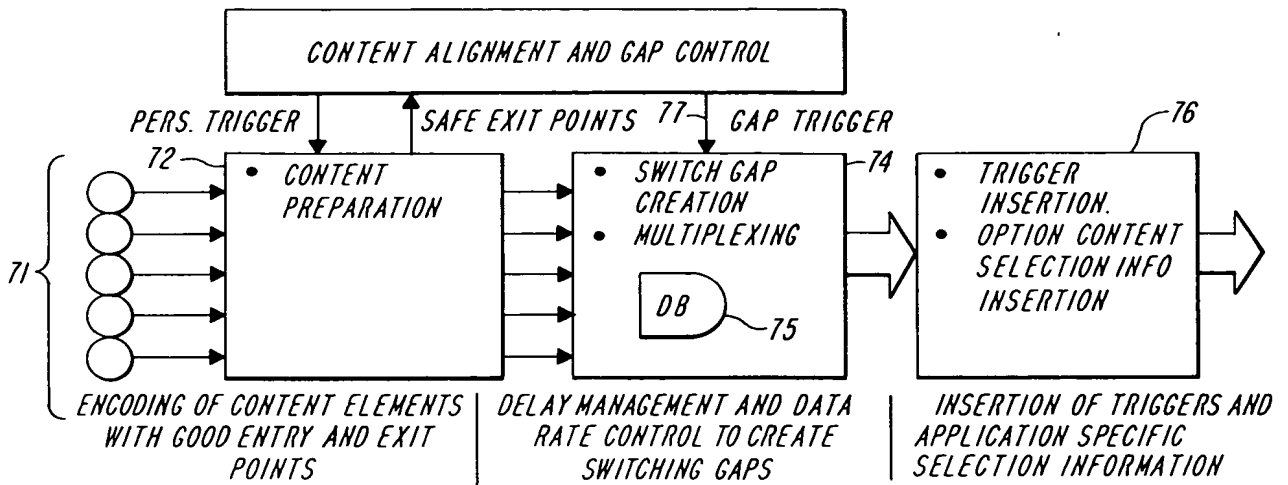 CONTENT ALIGNMENT AND GAP CONTROL
PERS. TRIGGER
SAFE EXIT POINTS
77
GAP TRIGGER
76
72
74
71
• CONTENT
PREPARATION
• SWITCH GAP
CREATION
• MULTIPLEXING
DB
75
• TRIGGER
INSERTION.
• OPTION CONTENT
SELECTION INFO
INSERTION
ENCODING OF CONTENT ELEMENTS
WITH GOOD ENTRY AND EXIT
POINTS
DELAY MANAGEMENT AND DATA
RATE CONTROL TO CREATE
SWITCHING GAPS
INSERTION OF TRIGGERS AND
APPLICATION SPECIFIC
SELECTION INFORMATION